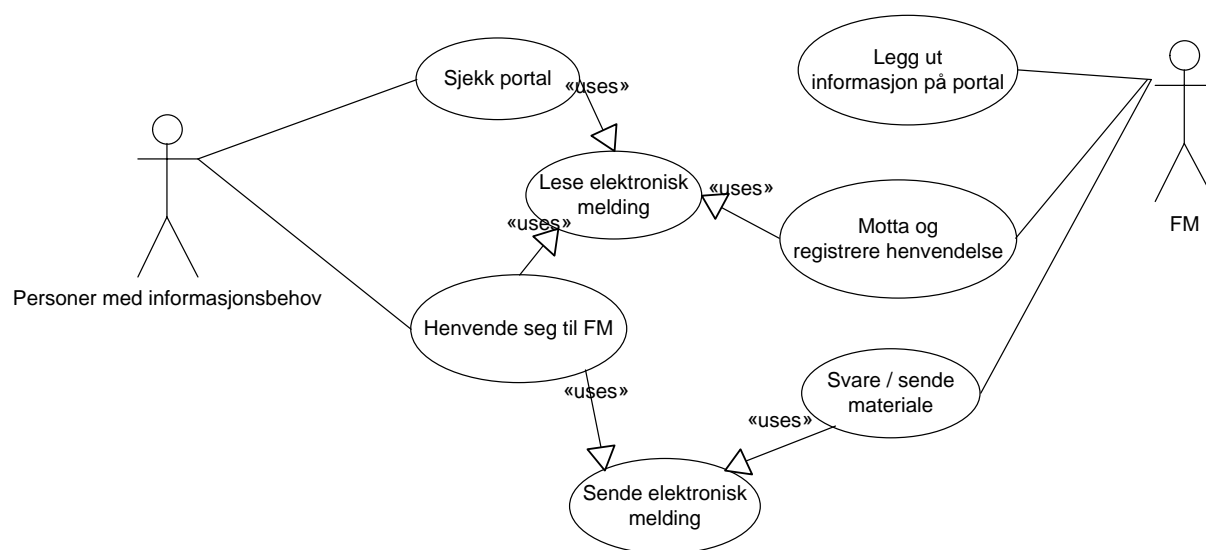 Sjekk portal
«uses»
Legg ut
informasjon på portal
Lese elektronisk
melding
«uses»
«uses»
Motta og
registrere henvendelse
FM
Personer med informasjonsbehov
Henvende seg til FM
«uses»
Svare / sende
materiale
«uses»
Sende elektronisk
melding